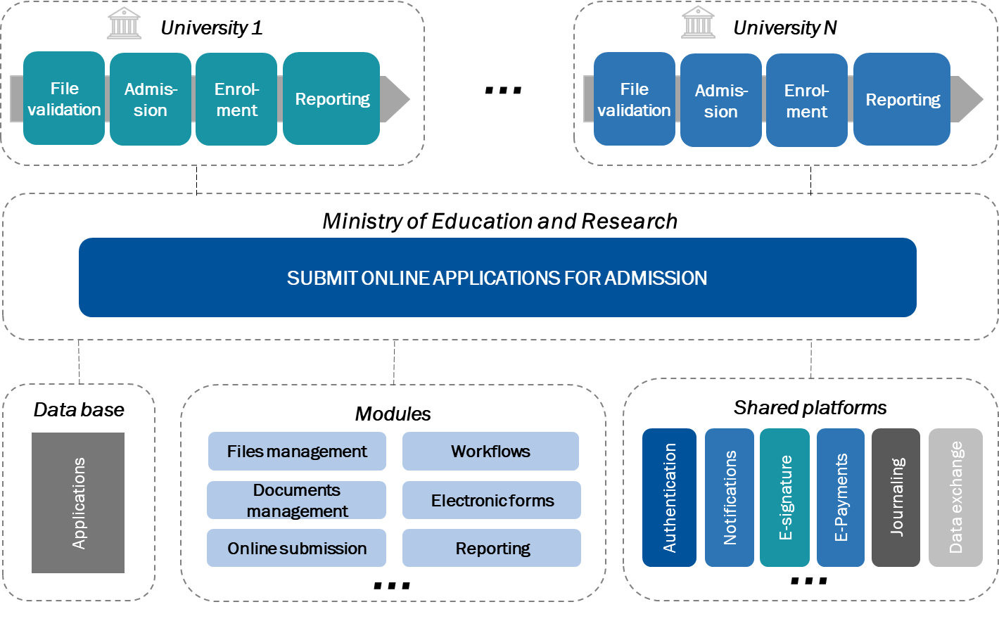 University 1
File
validation
Admis-
sion
Enrol-
ment
Reporting
...
University N
File
validation
Admis-
sion
Enrol-
ment
Reporting
Ministry of Education and Research
SUBMIT ONLINE APPLICATIONS FOR ADMISSION
Data base
Applications
Modules
Files management
Workflows
Documents
management
Electronic forms
Online submission
Reporting
...
Shared platforms
Authentication
Notifications
E-signature
E-Payments
Journaling
Data exchange
...